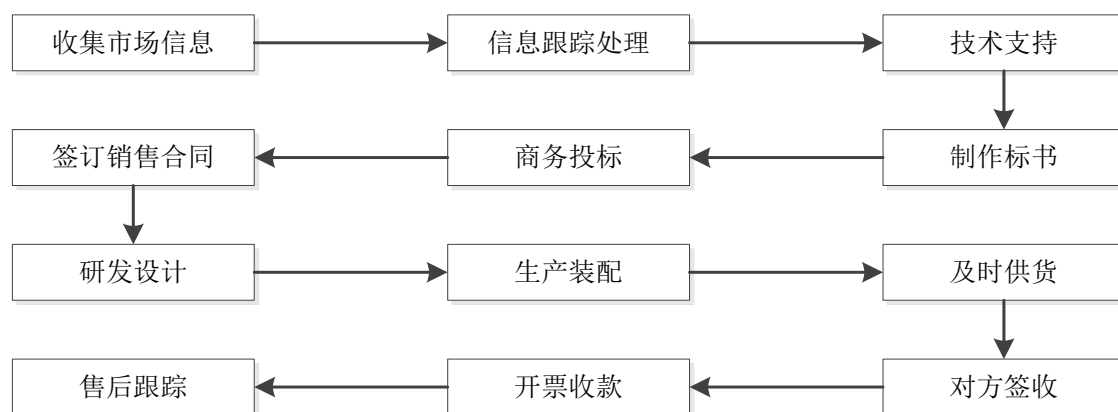 收集市场信息
信息跟踪处理
技术支持
签订销售合同
商务投标
制作标书
研发设计
生产装配
及时供货
售后跟踪
开票收款
对方签收